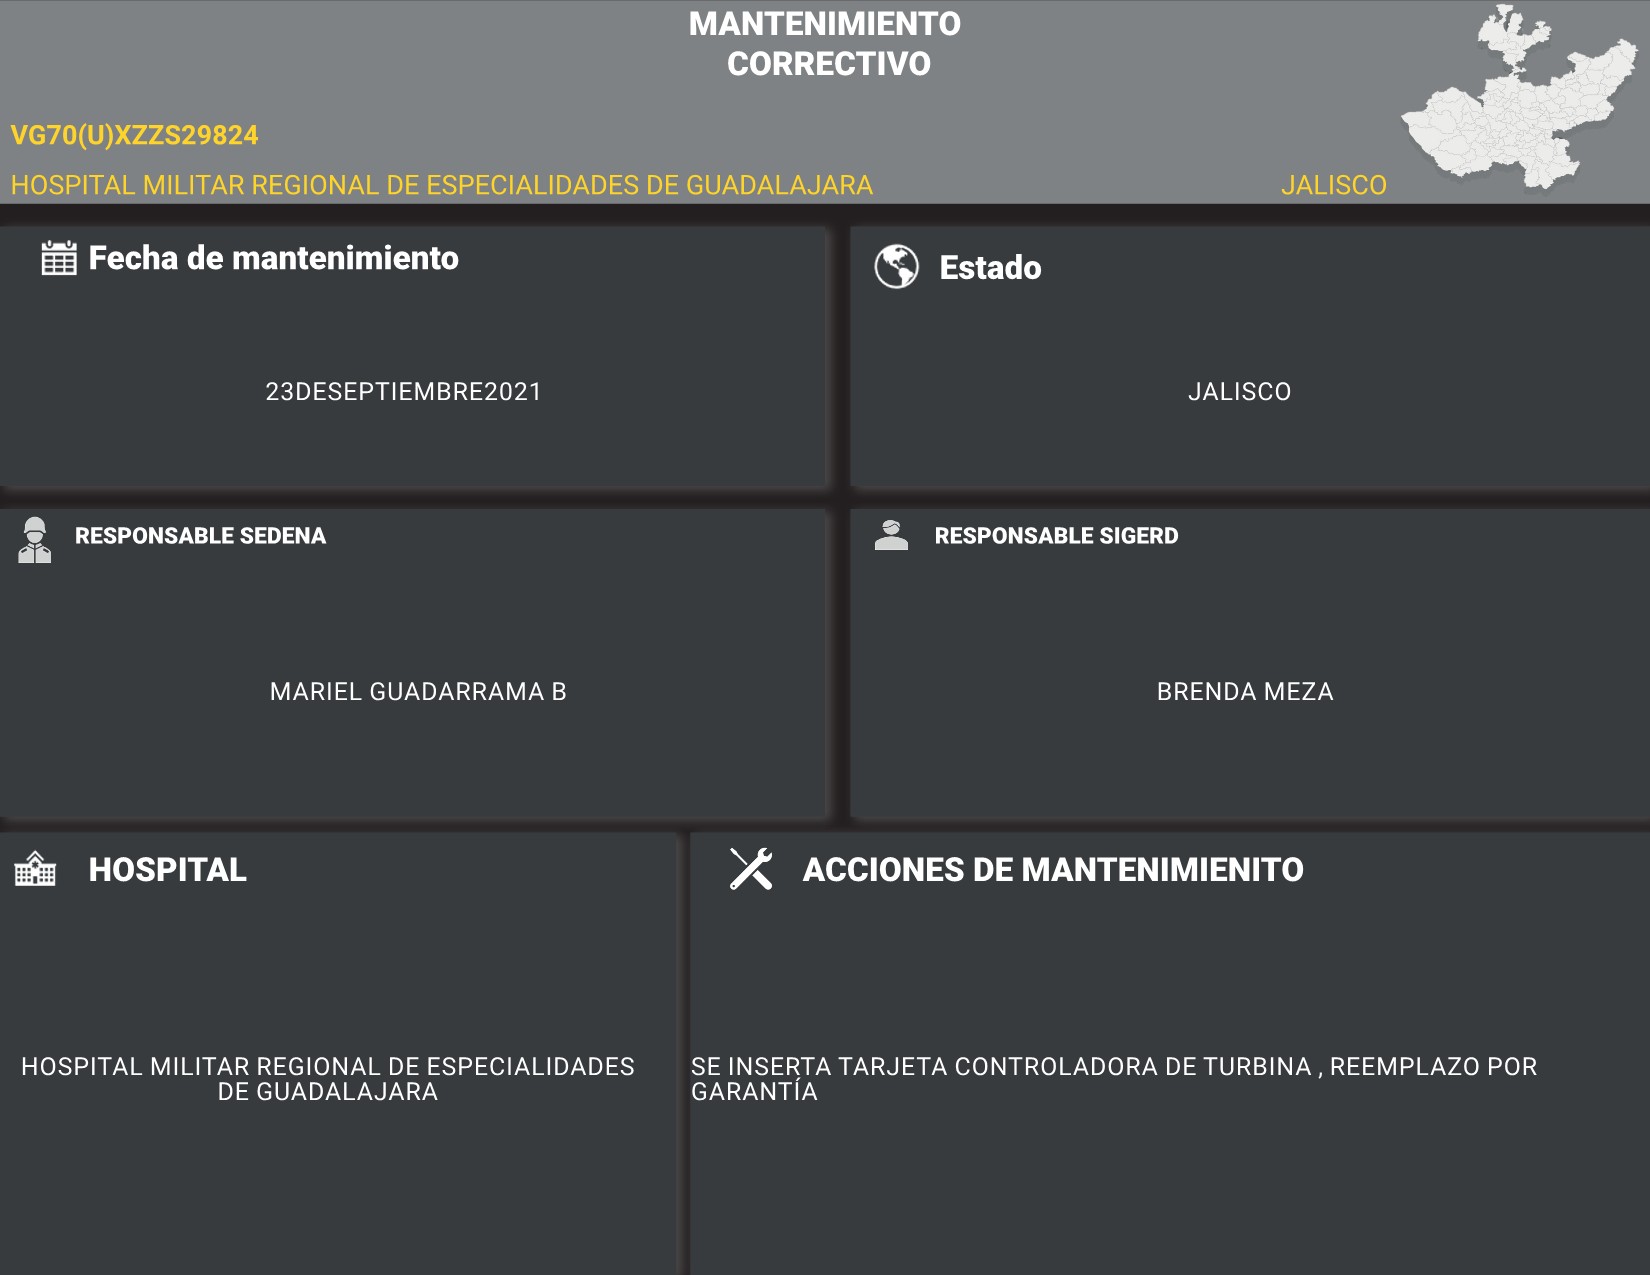 MANTENIMIENTO
CORRECTIVO
VG70(U)XZZS29824
HOSPITAL MILITAR REGIONAL DE ESPECIALIDADES DE GUADALAJARA
JALISCO
Fecha de mantenimiento
23DESEPTIEMBRE2021
Estado
JALISCO
RESPONSABLE SEDENA
MARIEL GUADARRAMA B
RESPONSABLE SIGERD
BRENDA MEZA
HOSPITAL
HOSPITAL MILITAR REGIONAL DE ESPECIALIDADES
DE GUADALAJARA
ACCIONES DE MANTENIMIENITO
SE INSERTA TARJETA CONTROLADORA DE TURBINA , REEMPLAZO POR
GARANTÍA